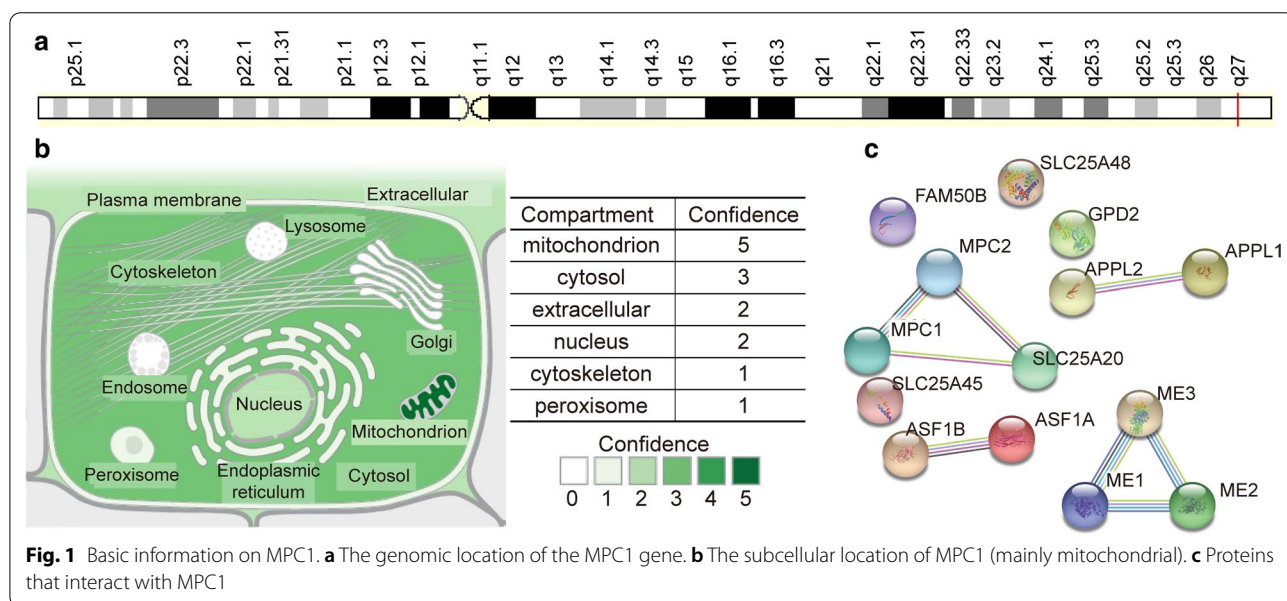 a
p25.1 p22.3 p22.1 p21.31 p21.1 p12.3 p12.1 q11.1 q12 q13 q14.1 q14.3 q15 q16.1 q16.3 q21 q22.1 q22.31 q22.33 q23.2 q24.1 q25.3 q25.2 q25.3 q26 q27
b
Plasma membrane
Extracellular
Lysosome
Cytoskeleton
Golgi
Endosome
Nucleus
Mitochondrion
Peroxisome
Endoplasmic
reticulum
Cytosol
Compartment Confidence
mitochondrion 5
cytosol 3
extracellular 2
nucleus 2
cytoskeleton 1
peroxisome 1
Confidence
0 1 2 3 4 5
c
SLC25A48
FAM50B
GPD2
MPC2
APPL2
APPL1
MPC1
SLC25A20
SLC25A45
ASF1B
ASF1A
ME3
ME1
ME2
Fig. 1 Basic information on MPC1. a The genomic location of the MPC1 gene. b The subcellular location of MPC1 (mainly mitochondrial). c Proteins
that interact with MPC1